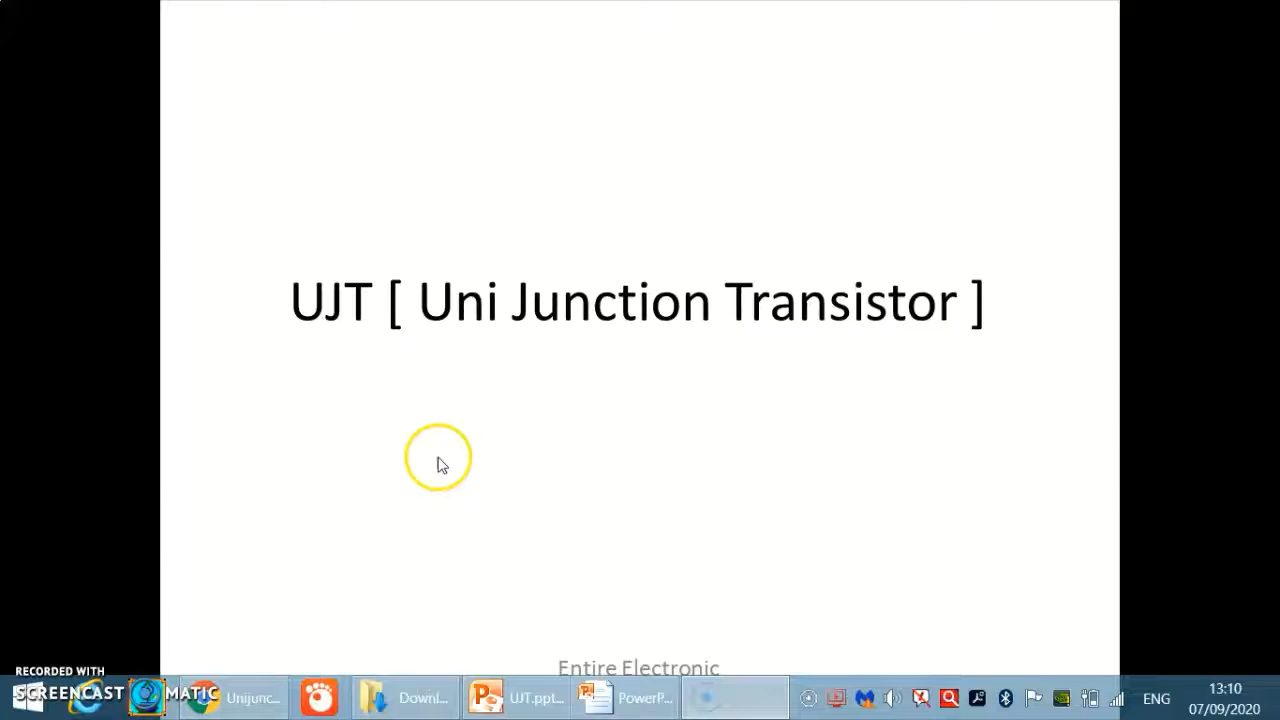 UJT [ Uni Junction Transistor ]
Entire Electronic
RECORDED WITH
SCREENCAST MATIC
Unijunc...
Downl...
UJT.ppt...
PowerP...
ENG
13:10
07/09/2020